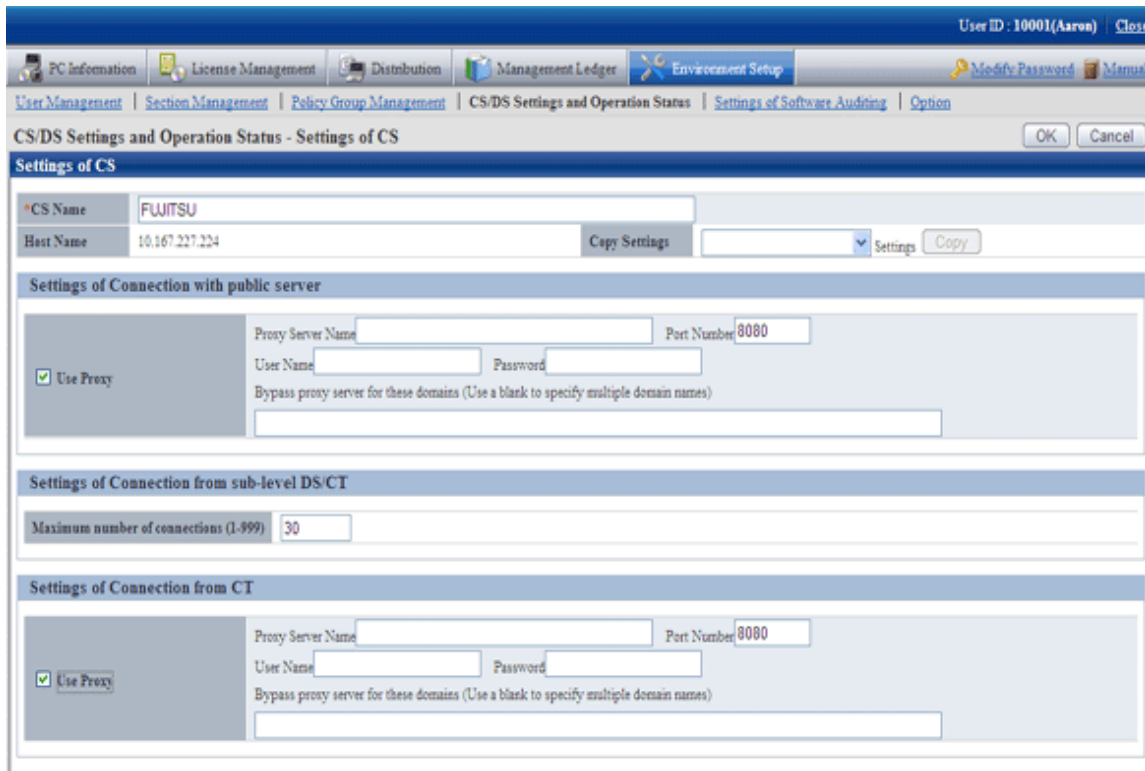 User ID : 10001(Aaron) Close
PC Information License Management Distribution Management Ledger Environment Setup Modify Password Manual
User Management | Section Management | Policy Group Management | CS/DS Settings and Operation Status | Settings of Software Auditing | Option
CS/DS Settings and Operation Status - Settings of CS OK Cancel
Settings of CS
*CS Name FUJITSU
Host Name 10.167.227.224 Copy Settings Settings Copy
Settings of Connection with public server
Proxy Server Name Port Number 8080
User Name Password
Use Proxy
Bypass proxy server for these domains (Use a blank to specify multiple domain names)
Settings of Connection from sub-level DS/CT
Maximum number of connections (1-999) 30
Settings of Connection from CT
Proxy Server Name Port Number 8080
User Name Password
Use Proxy
Bypass proxy server for these domains (Use a blank to specify multiple domain names)